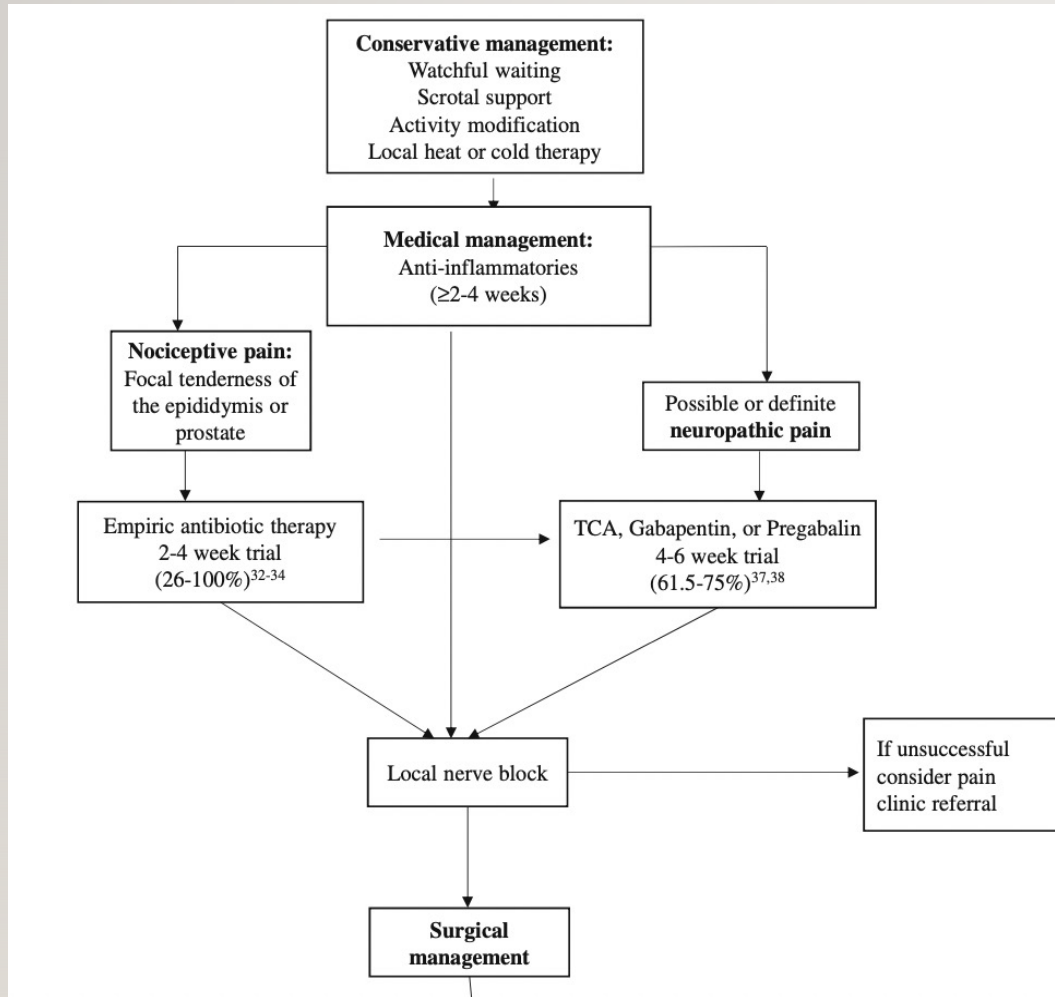 Conservative management:
Watchful waiting
Scrotal support
Activity modification
Local heat or cold therapy
Medical management:
Anti-inflammatories
(≥2-4 weeks)
Nociceptive pain:
Focal tenderness of
the epididymis or
prostate
Possible or definite
neuropathic pain
Empiric antibiotic therapy
2-4 week trial
(26-100%)32-34
TCA, Gabapentin, or Pregabalin
4-6 week trial
(61.5-75%)37,38
Local nerve block
If unsuccessful
consider pain
clinic referral
Surgical
management